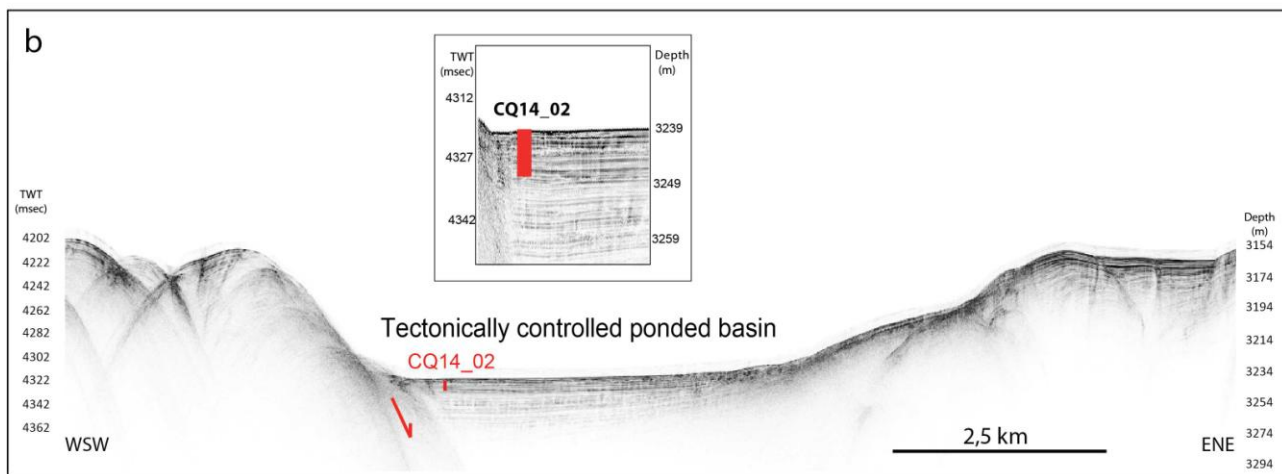 b
TWT
(msec)
Depth
(m)
4312
CQ14_02
3239
4327
3249
4342
3259
TWT
(msec)
4202
4222
4242
4262
4282
4302
4322
4342
4362
Depth
(m)
3154
3174
3194
3214
3234
3254
3274
3294
Tectonically controlled ponded basin
CQ14_02
WSW
2,5 km
ENE